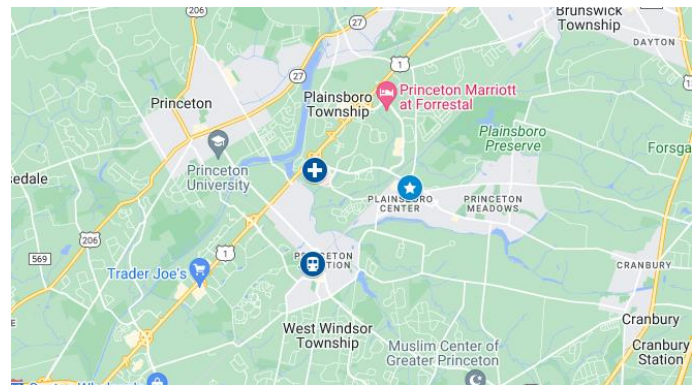 Brunswick
Township
DAYTON
1
27
206
27
Princeton Marriott
at Forrestal
Plainsboro
Township
Princeton
Plainsboro
Preserve
Forsga
Princeton
University
edale
PLAINSBORO
CENTER
PRINCETON
MEADOWS
206
569
1
Trader Joe's
CRANBURY
West Windsor
Township
Cranbury
Muslim Center of
Greater Princeton
Cranbury
Station